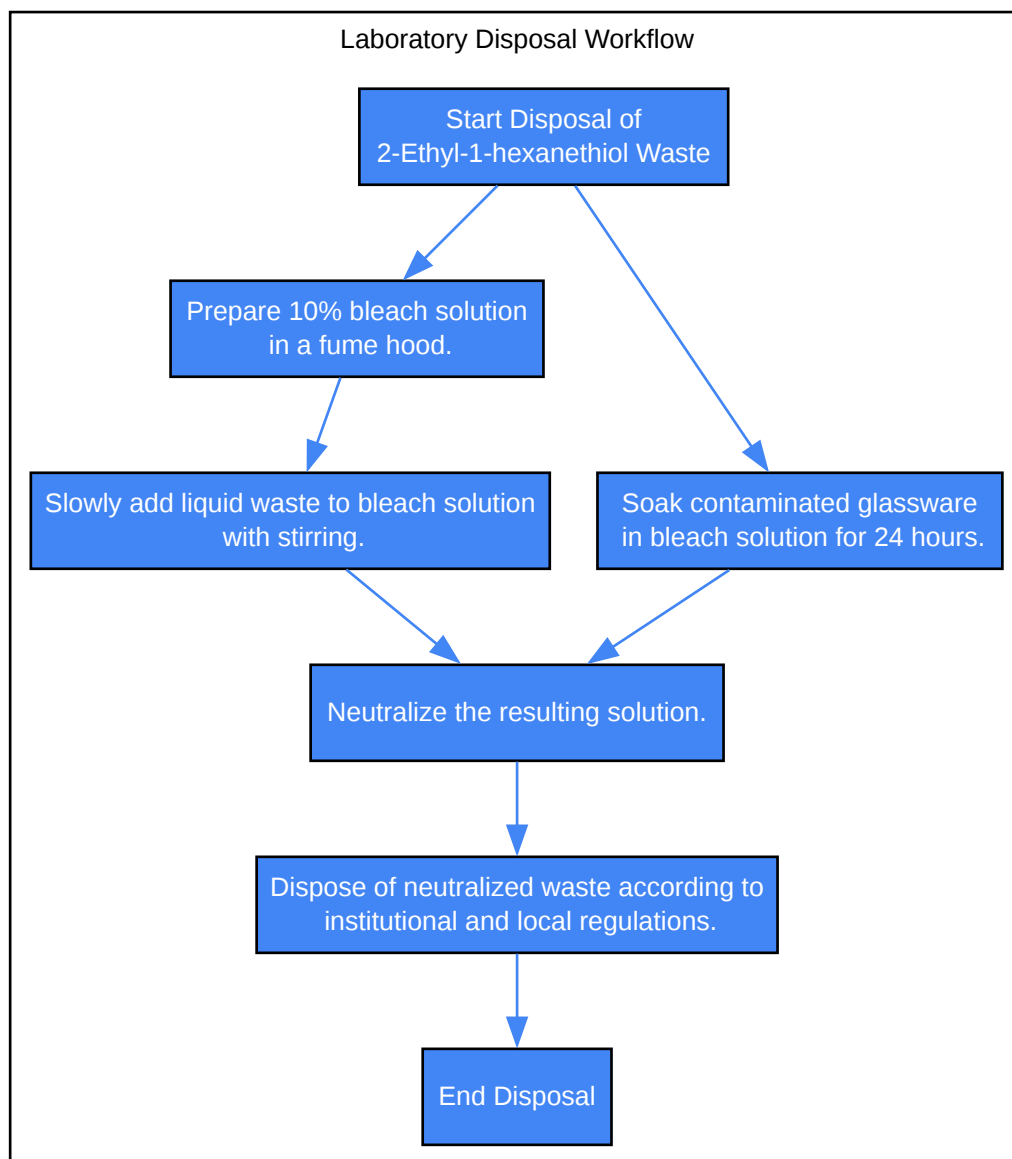 Laboratory Disposal Workflow
Start Disposal of
2-Ethyl-1-hexanethiol Waste
Prepare 10% bleach solution
in a fume hood.
Slowly add liquid waste to bleach solution
with stirring.
Soak contaminated glassware
in bleach solution for 24 hours.
Neutralize the resulting solution.
Dispose of neutralized waste according to
institutional and local regulations.
End Disposal